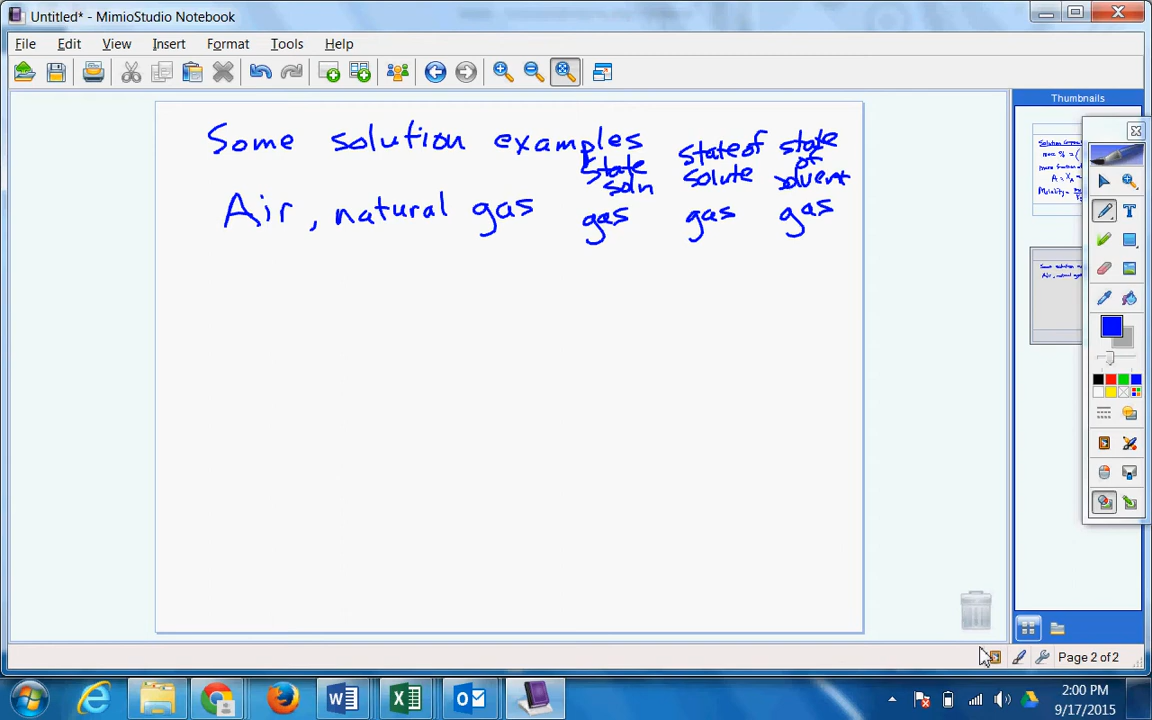 Untitled* - MimioStudio Notebook
File Edit View Insert Format Tools Help
Thumbnails
Some solution examples
state soln
state of solute
state of solvent
Air, natural gas gas gas gas
Page 2 of 2
2:00 PM
9/17/2015